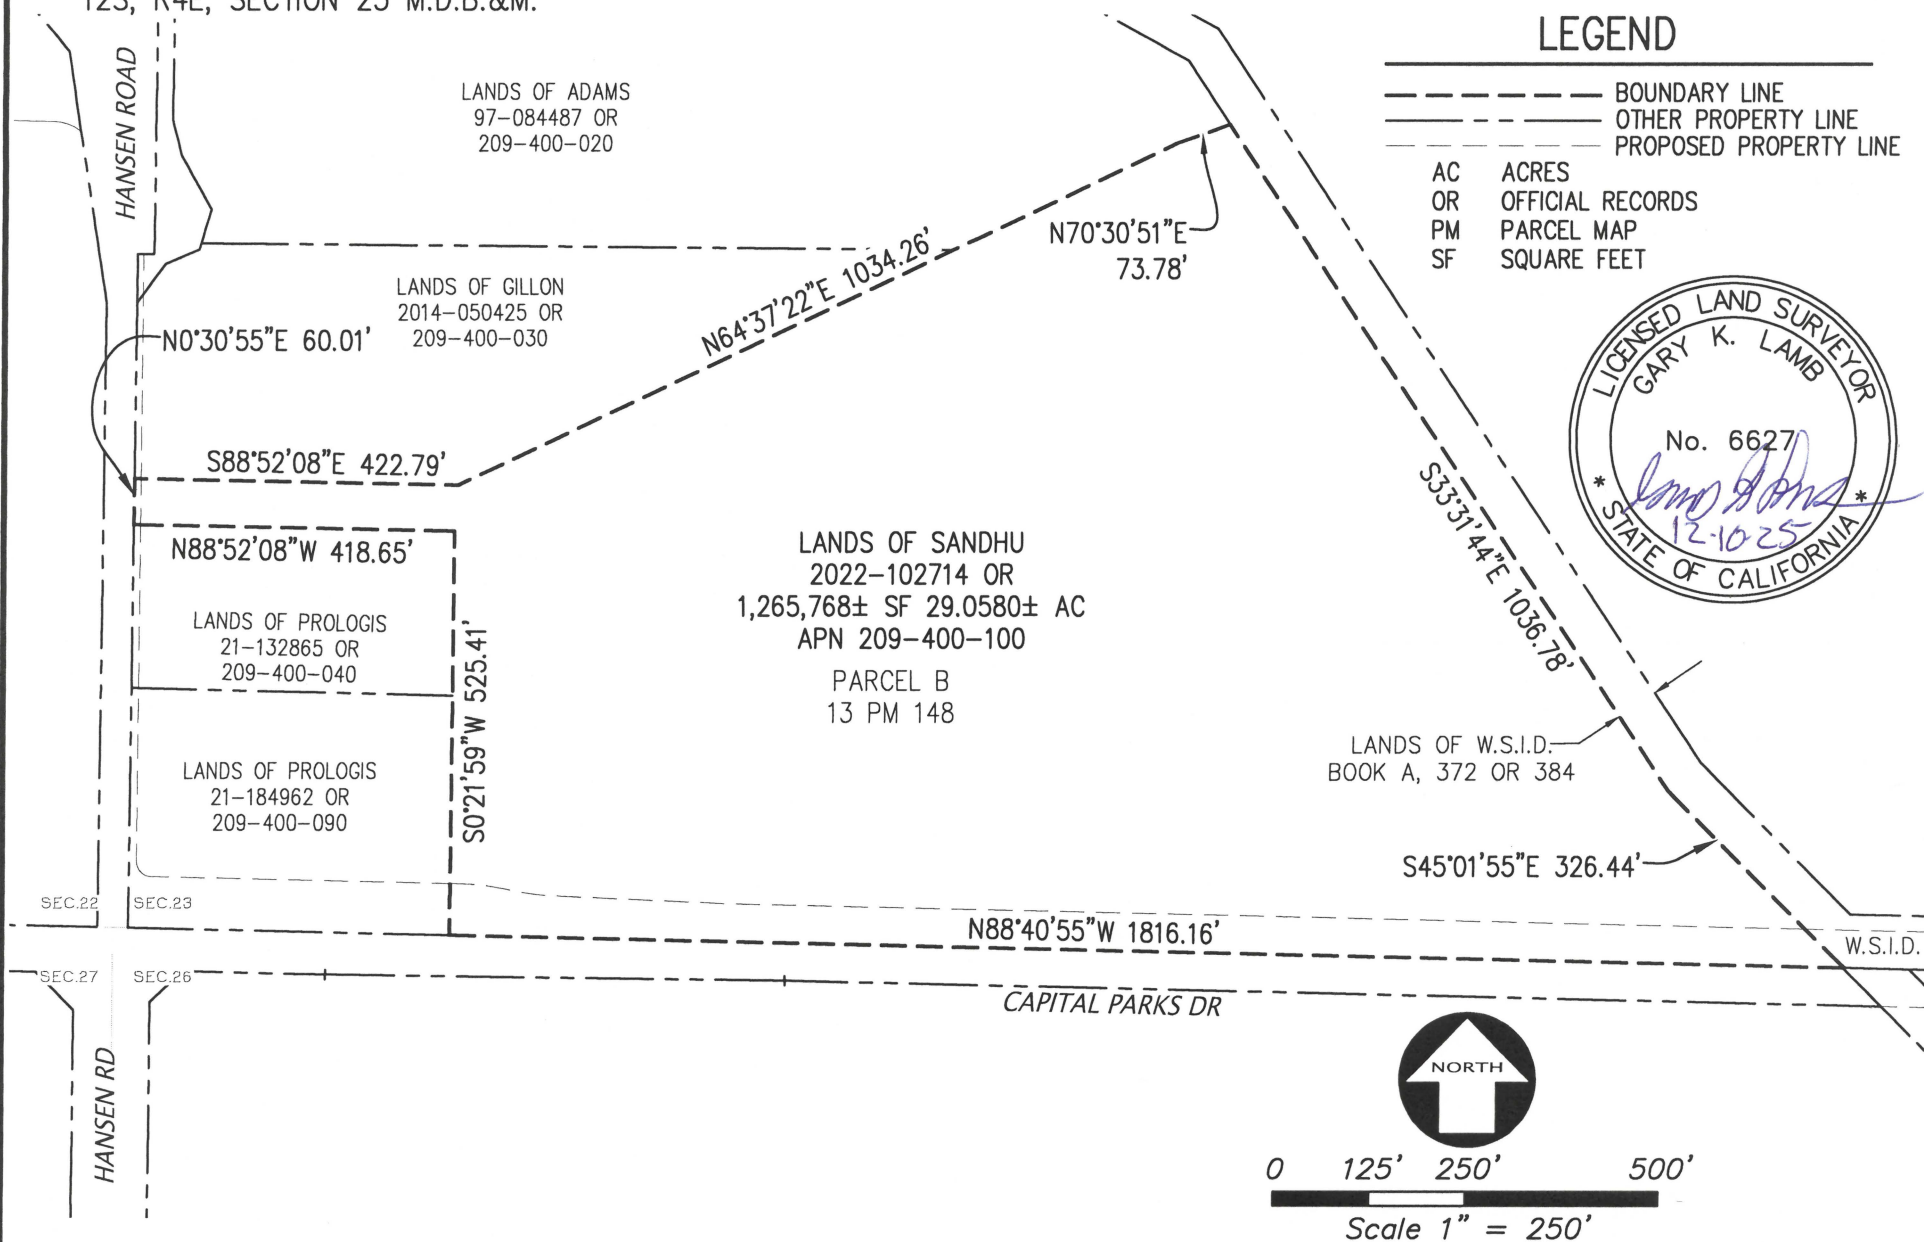 T2S, R4E, SECTION 23 M.D.B.&M.
LEGEND
BOUNDARY LINE
OTHER PROPERTY LINE
PROPOSED PROPERTY LINE
AC ACRES
OR OFFICIAL RECORDS
PM PARCEL MAP
SF SQUARE FEET
HANSEN ROAD
LANDS OF ADAMS
97-084487 OR
209-400-020
N70°30'51"E
73.78'
LANDS OF GILLON
2014-050425 OR
209-400-030
N64°37'22"E 1034.26'
N0°30'55"E 60.01'
LICENSED LAND SURVEYOR
GARY K. LAMB
No. 6627
12-10-25
* STATE OF CALIFORNIA *
S88°52'08"E 422.79'
N88°52'08"W 418.65'
S33°31'44"E 1036.78'
LANDS OF SANDHU
2022-102714 OR
1,265,768± SF 29.0580± AC
APN 209-400-100
PARCEL B
13 PM 148
LANDS OF PROLOGIS
21-132865 OR
209-400-040
S0°21'59"W 525.41'
LANDS OF PROLOGIS
21-184962 OR
209-400-090
LANDS OF W.S.I.D.
BOOK A, 372 OR 384
S45°01'55"E 326.44'
SEC.22 SEC.23
N88°40'55"W 1816.16'
W.S.I.D.
SEC.27 SEC.26
CAPITAL PARKS DR
HANSEN RD
NORTH
0 125' 250' 500'
Scale 1" = 250'